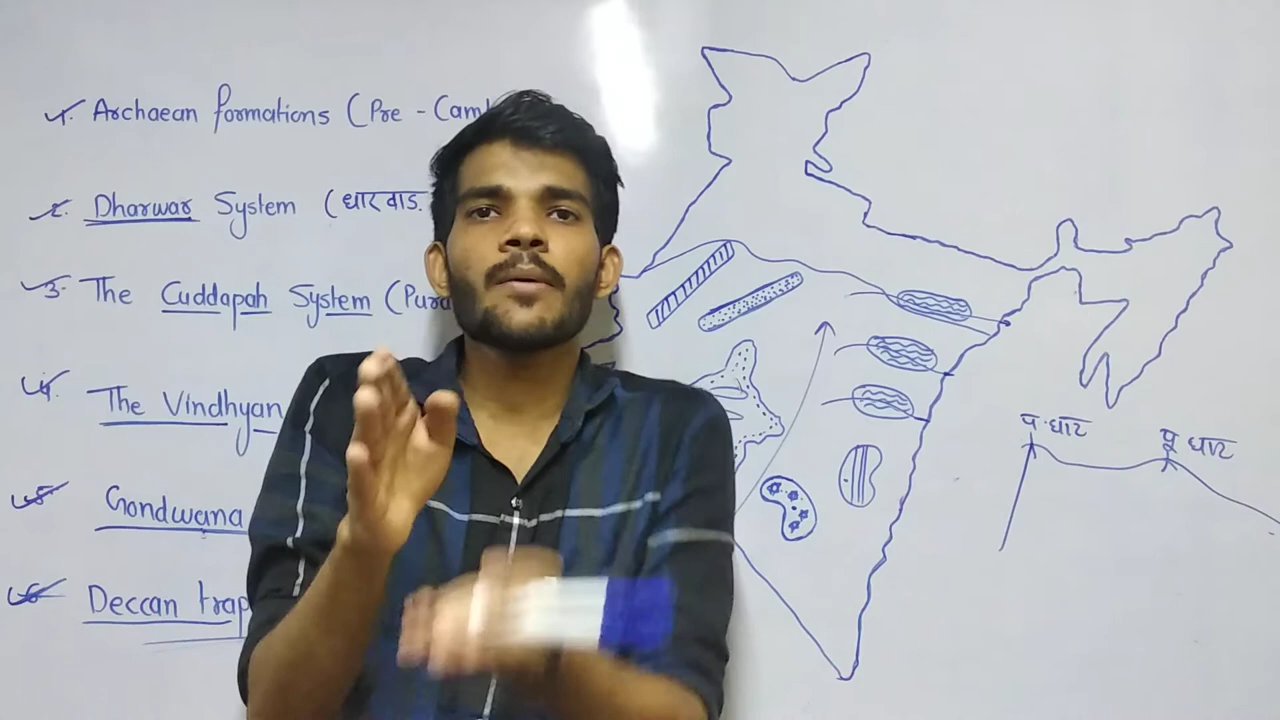 1. Archaean formations (Pre - Cam
2. Dharwar System (धारवाड.
3. The Cuddapah System (Pura
4. The Vindhyan
5. Gondwana
6. Deccan trap
प. घाट
पू घाट